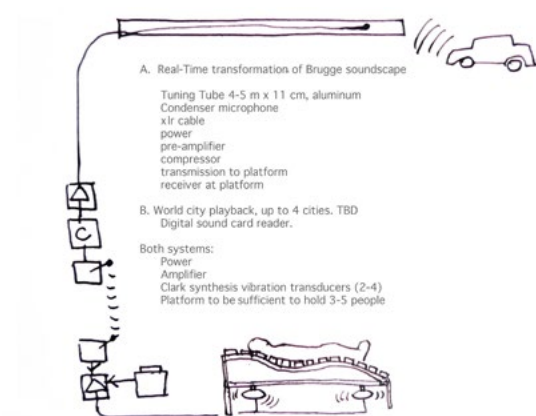 A. Real-Time transformation of Brugge soundscape
Tuning Tube 4-5 m x 11 cm, aluminum
Condenser microphone
xlr cable
power
pre-amplifier
compressor
transmission to platform
receiver at platform
B. World city playback, up to 4 cities. TBD
Digital sound card reader.
Both systems:
Power
Amplifier
Clark synthesis vibration transducers (2-4)
Platform to be sufficient to hold 3-5 people
C